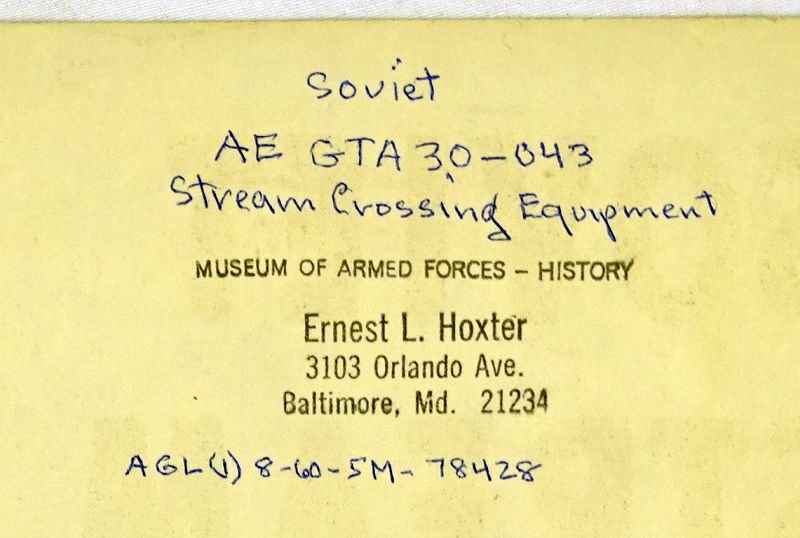 Soviet
AE GTA 30-043
Stream Crossing Equipment
MUSEUM OF ARMED FORCES - HISTORY
Ernest L. Hoxter
3103 Orlando Ave.
Baltimore, Md. 21234
AGL(1) 8-60-5M-78428